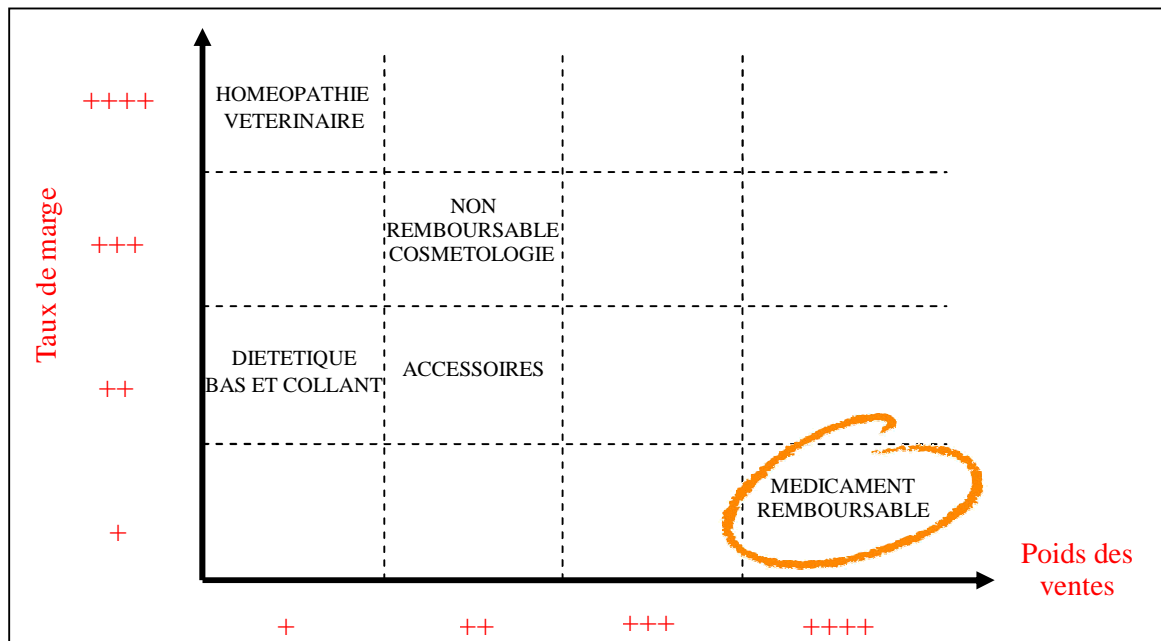 ++++
HOMEOPATHIE
VETERINAIRE
Taux de marge
+++
NON
REMBOURSABLE
COSMETOLOGIE
++
DIETETIQUE
BAS ET COLLANT
ACCESSOIRES
+
MEDICAMENT
REMBOURSABLE
Poids des
ventes
+
++
+++
++++